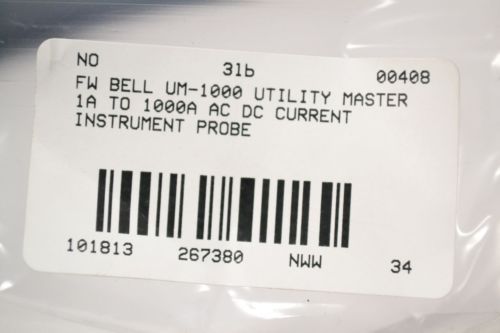 NO 31b 00408
FW BELL UM-1000 UTILITY MASTER
1A TO 1000A AC DC CURRENT
INSTRUMENT PROBE
101813 267380 NWW 34